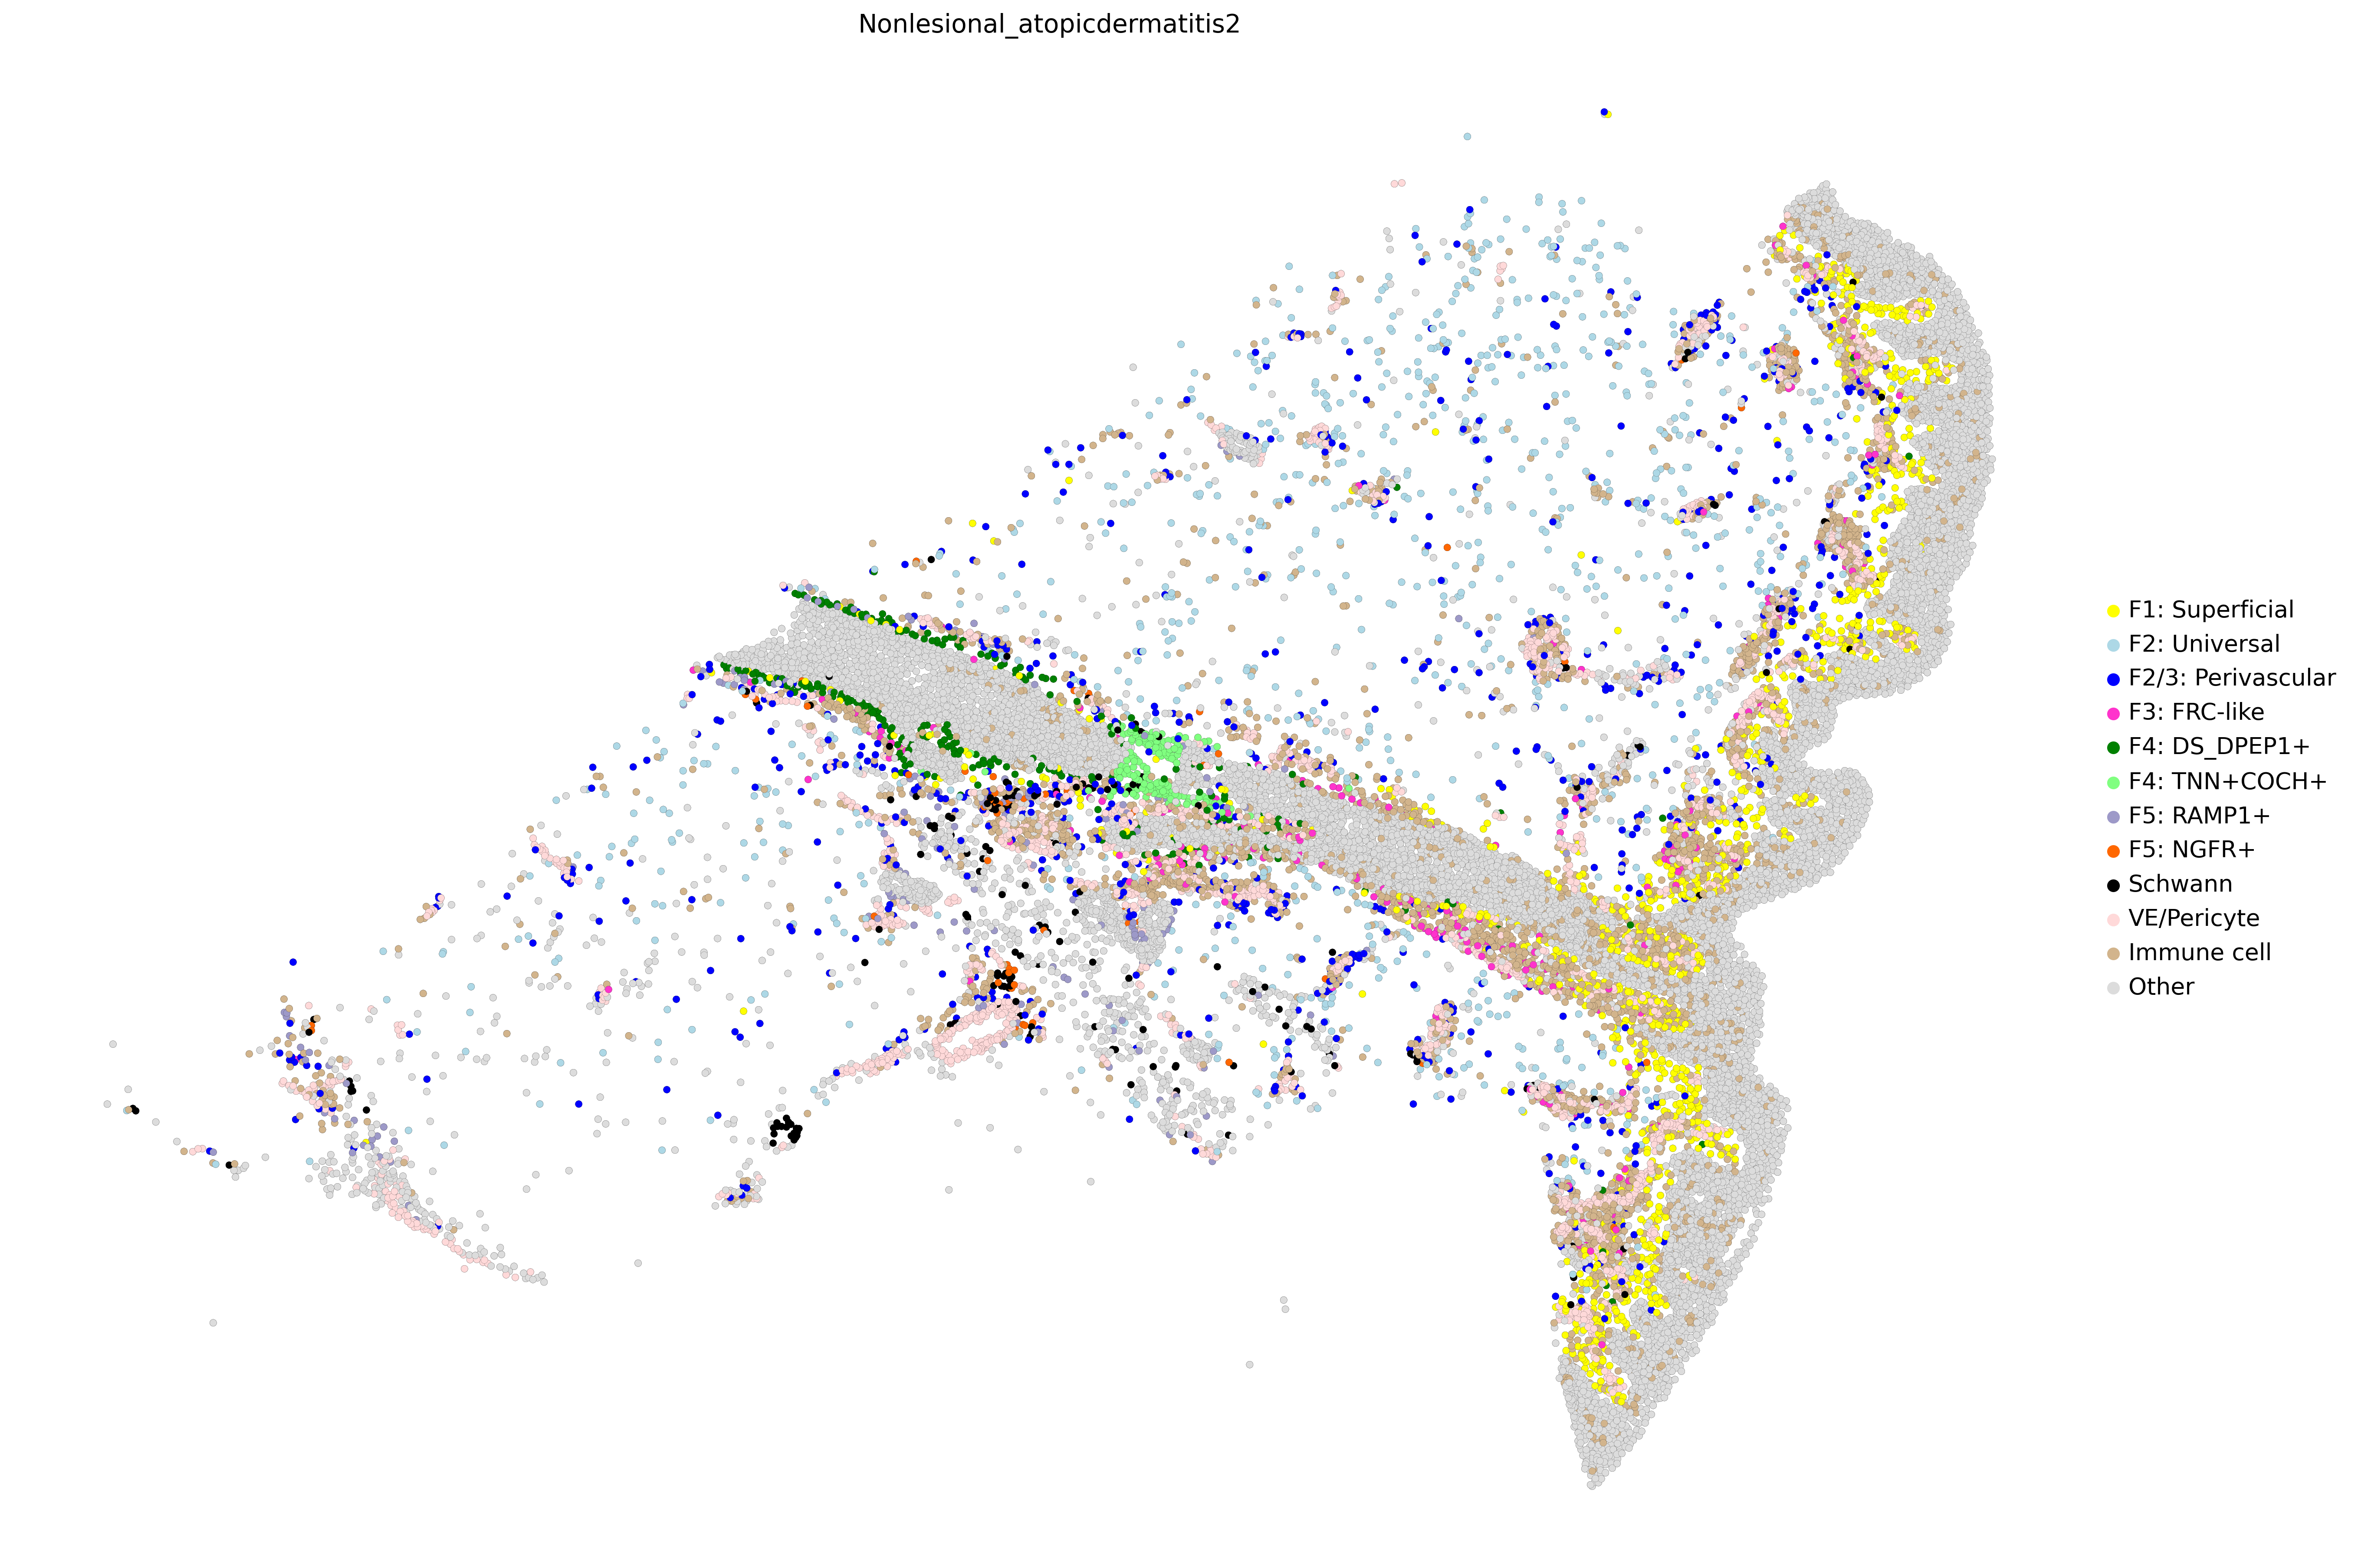 Nonlesional_atopicdermatitis2
F1: Superficial
F2: Universal
F2/3: Perivascular
F3: FRC-like
F4: DS_DPEP1+
F4: TNN+COCH+
F5: RAMP1+
F5: NGFR+
Schwann
VE/Pericyte
Immune cell
Other